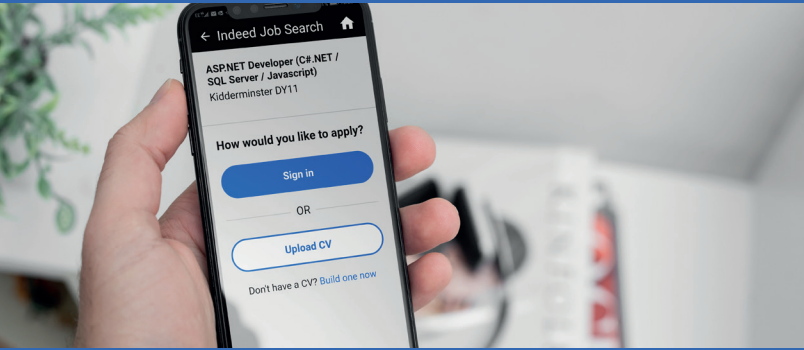 Indeed Job Search
ASP.NET Developer (C#.NET /
SQL Server / Javascript)
Kidderminster DY11
How would you like to apply?
Sign in
OR
Upload CV
Don't have a CV? Build one now